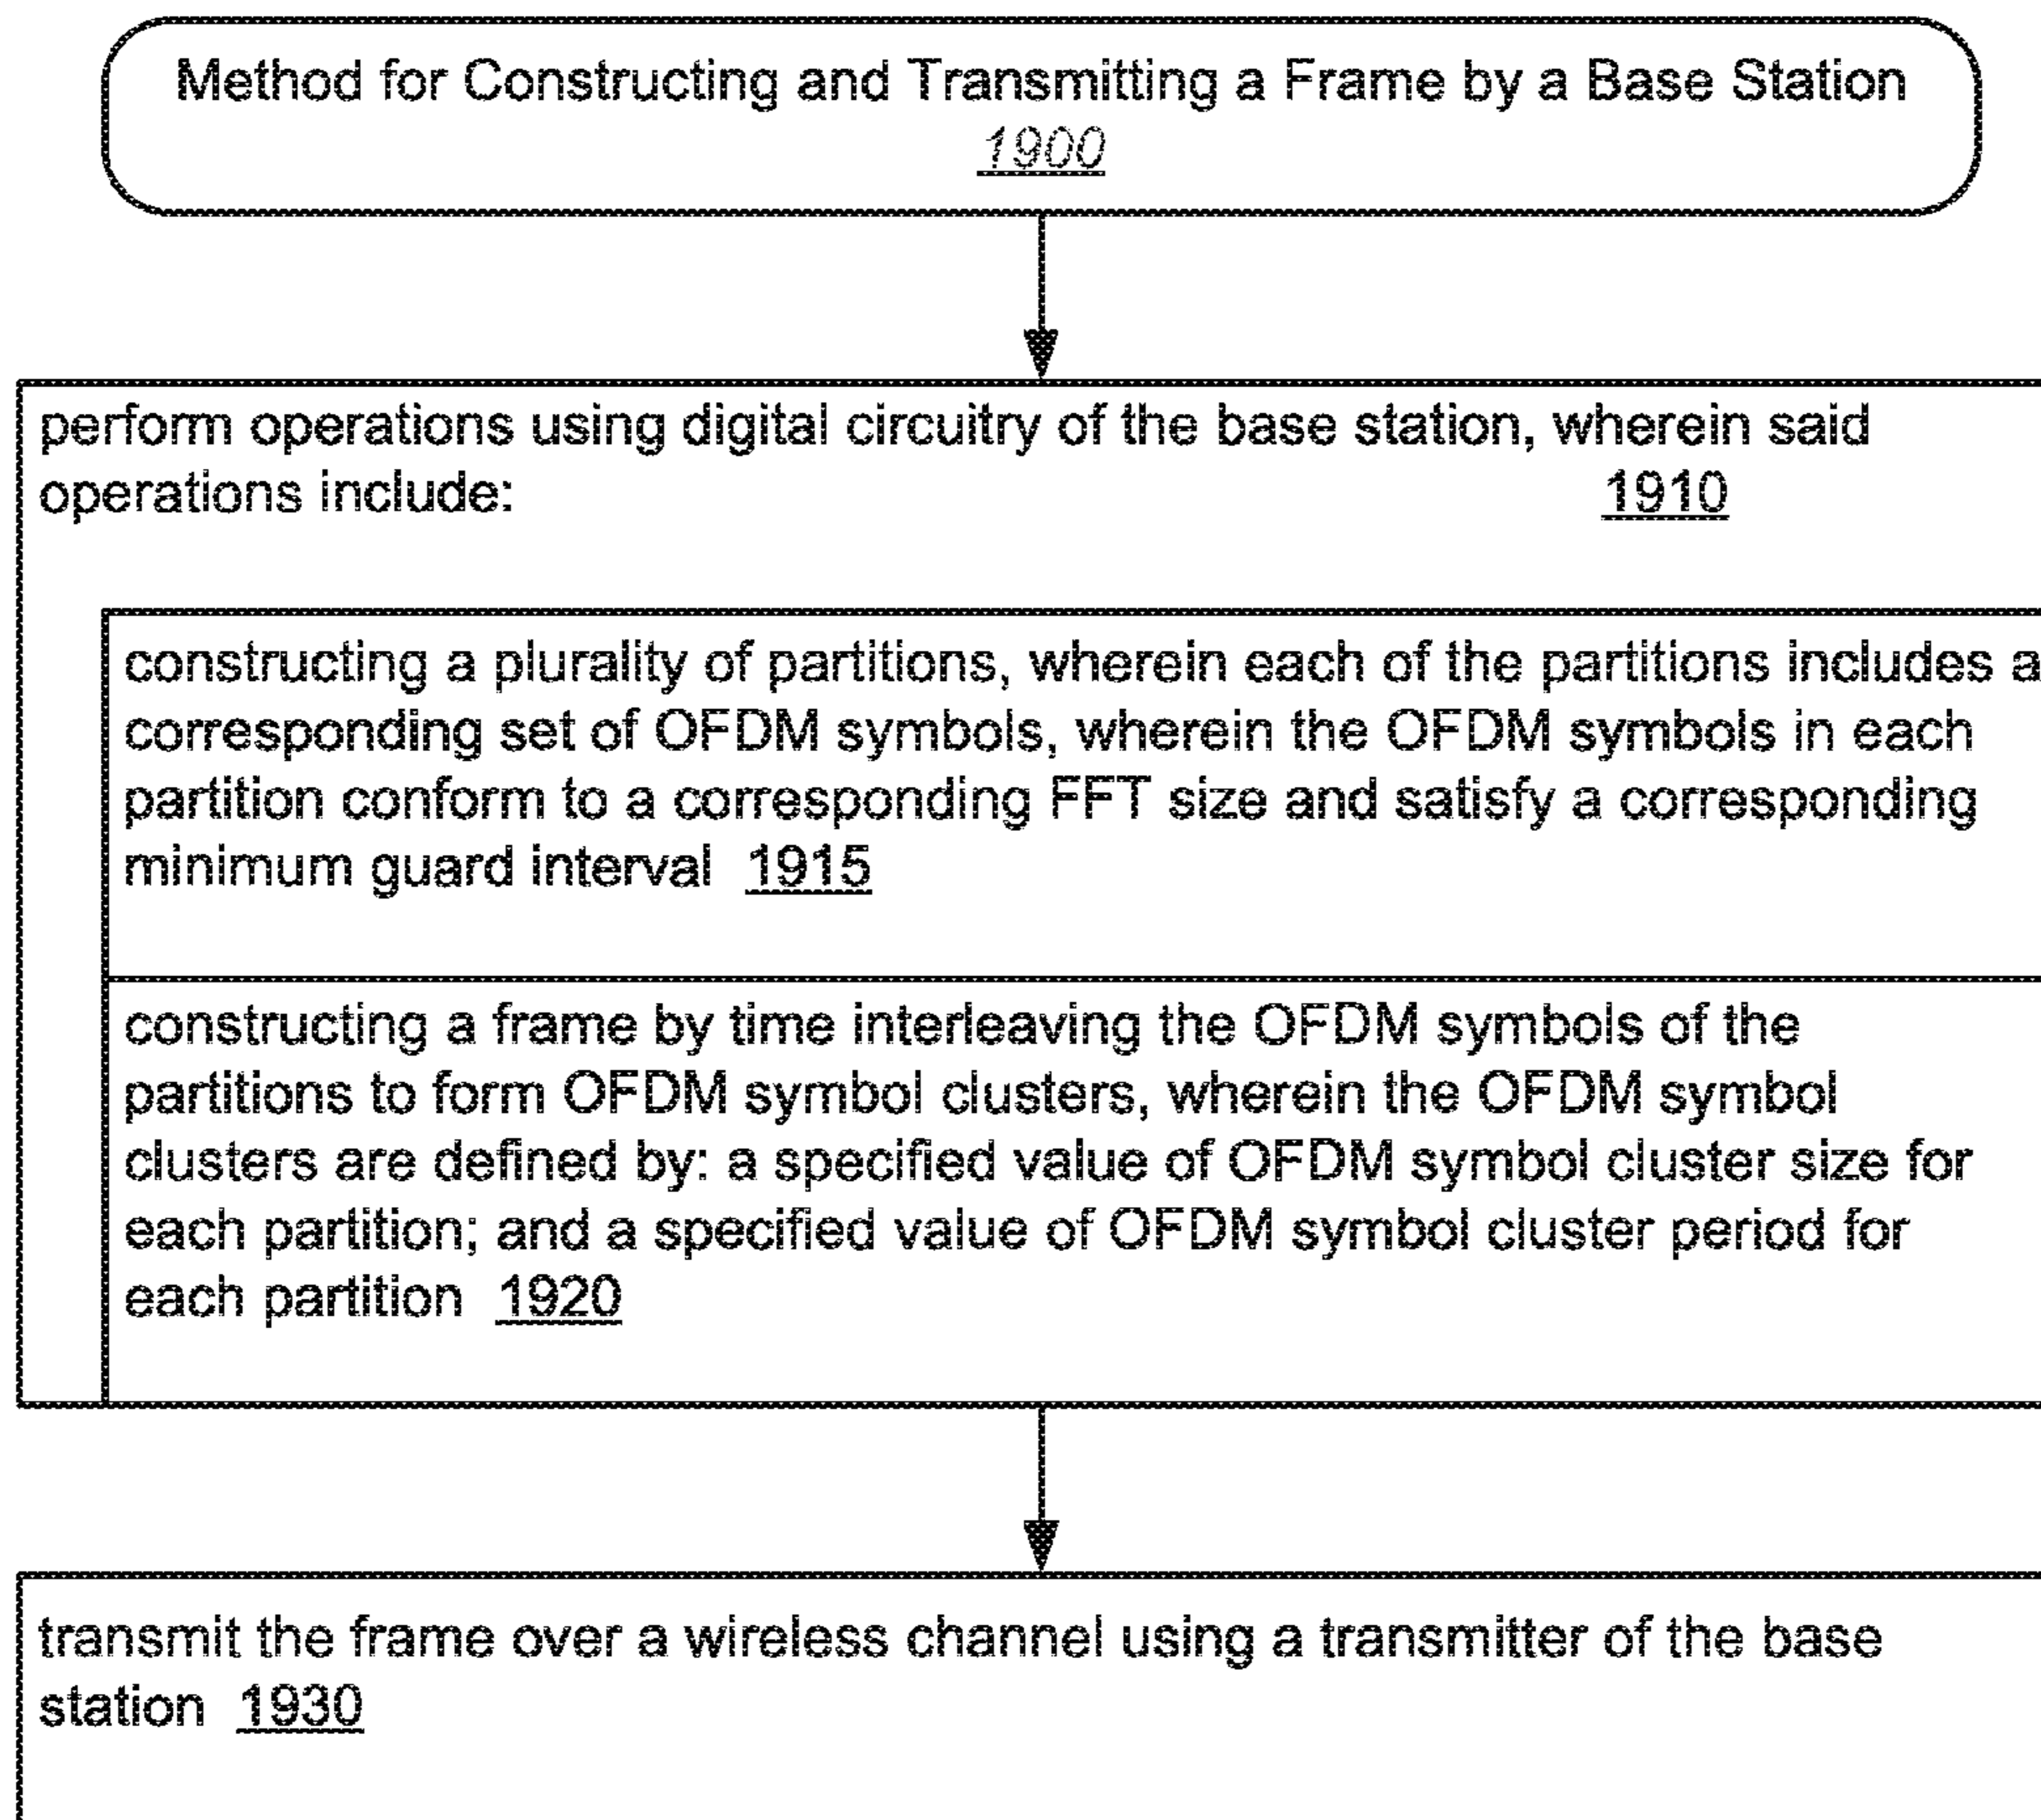 Method for Constructing and Transmitting a Frame by a Base Station
1900
perform operations using digital circuitry of the base station, wherein said
operations include: 1910
constructing a plurality of partitions, wherein each of the partitions includes a
corresponding set of OFDM symbols, wherein the OFDM symbols in each
partition conform to a corresponding FFT size and satisfy a corresponding
minimum guard interval 1915
constructing a frame by time interleaving the OFDM symbols of the
partitions to form OFDM symbol clusters, wherein the OFDM symbol
clusters are defined by: a specified value of OFDM symbol cluster size for
each partition; and a specified value of OFDM symbol cluster period for
each partition 1920
transmit the frame over a wireless channel using a transmitter of the base
station 1930